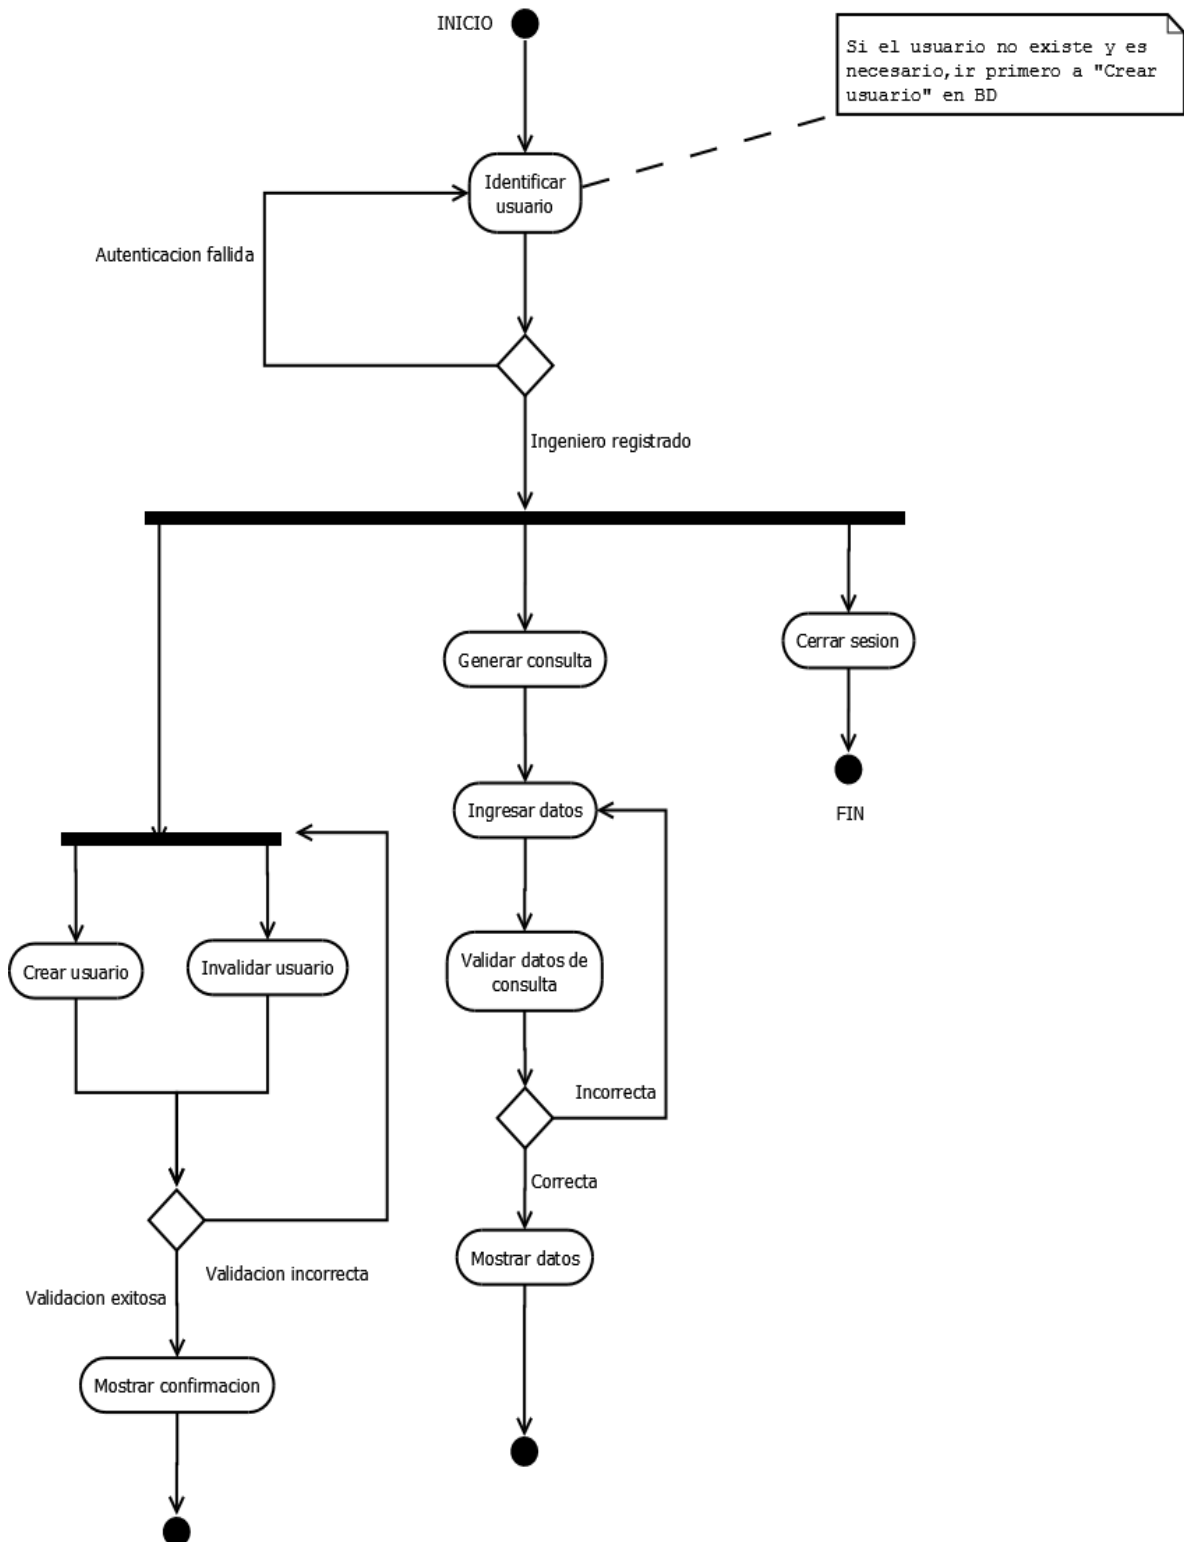 INICIO
Si el usuario no existe y es
necesario,ir primero a "Crear
usuario" en BD
Identificar
usuario
Autenticacion fallida
Ingeniero registrado
Generar consulta
Cerrar sesion
Ingresar datos
FIN
Crear usuario
Invalidar usuario
Validar datos de
consulta
Incorrecta
Correcta
Mostrar datos
Validacion incorrecta
Validacion exitosa
Mostrar confirmacion